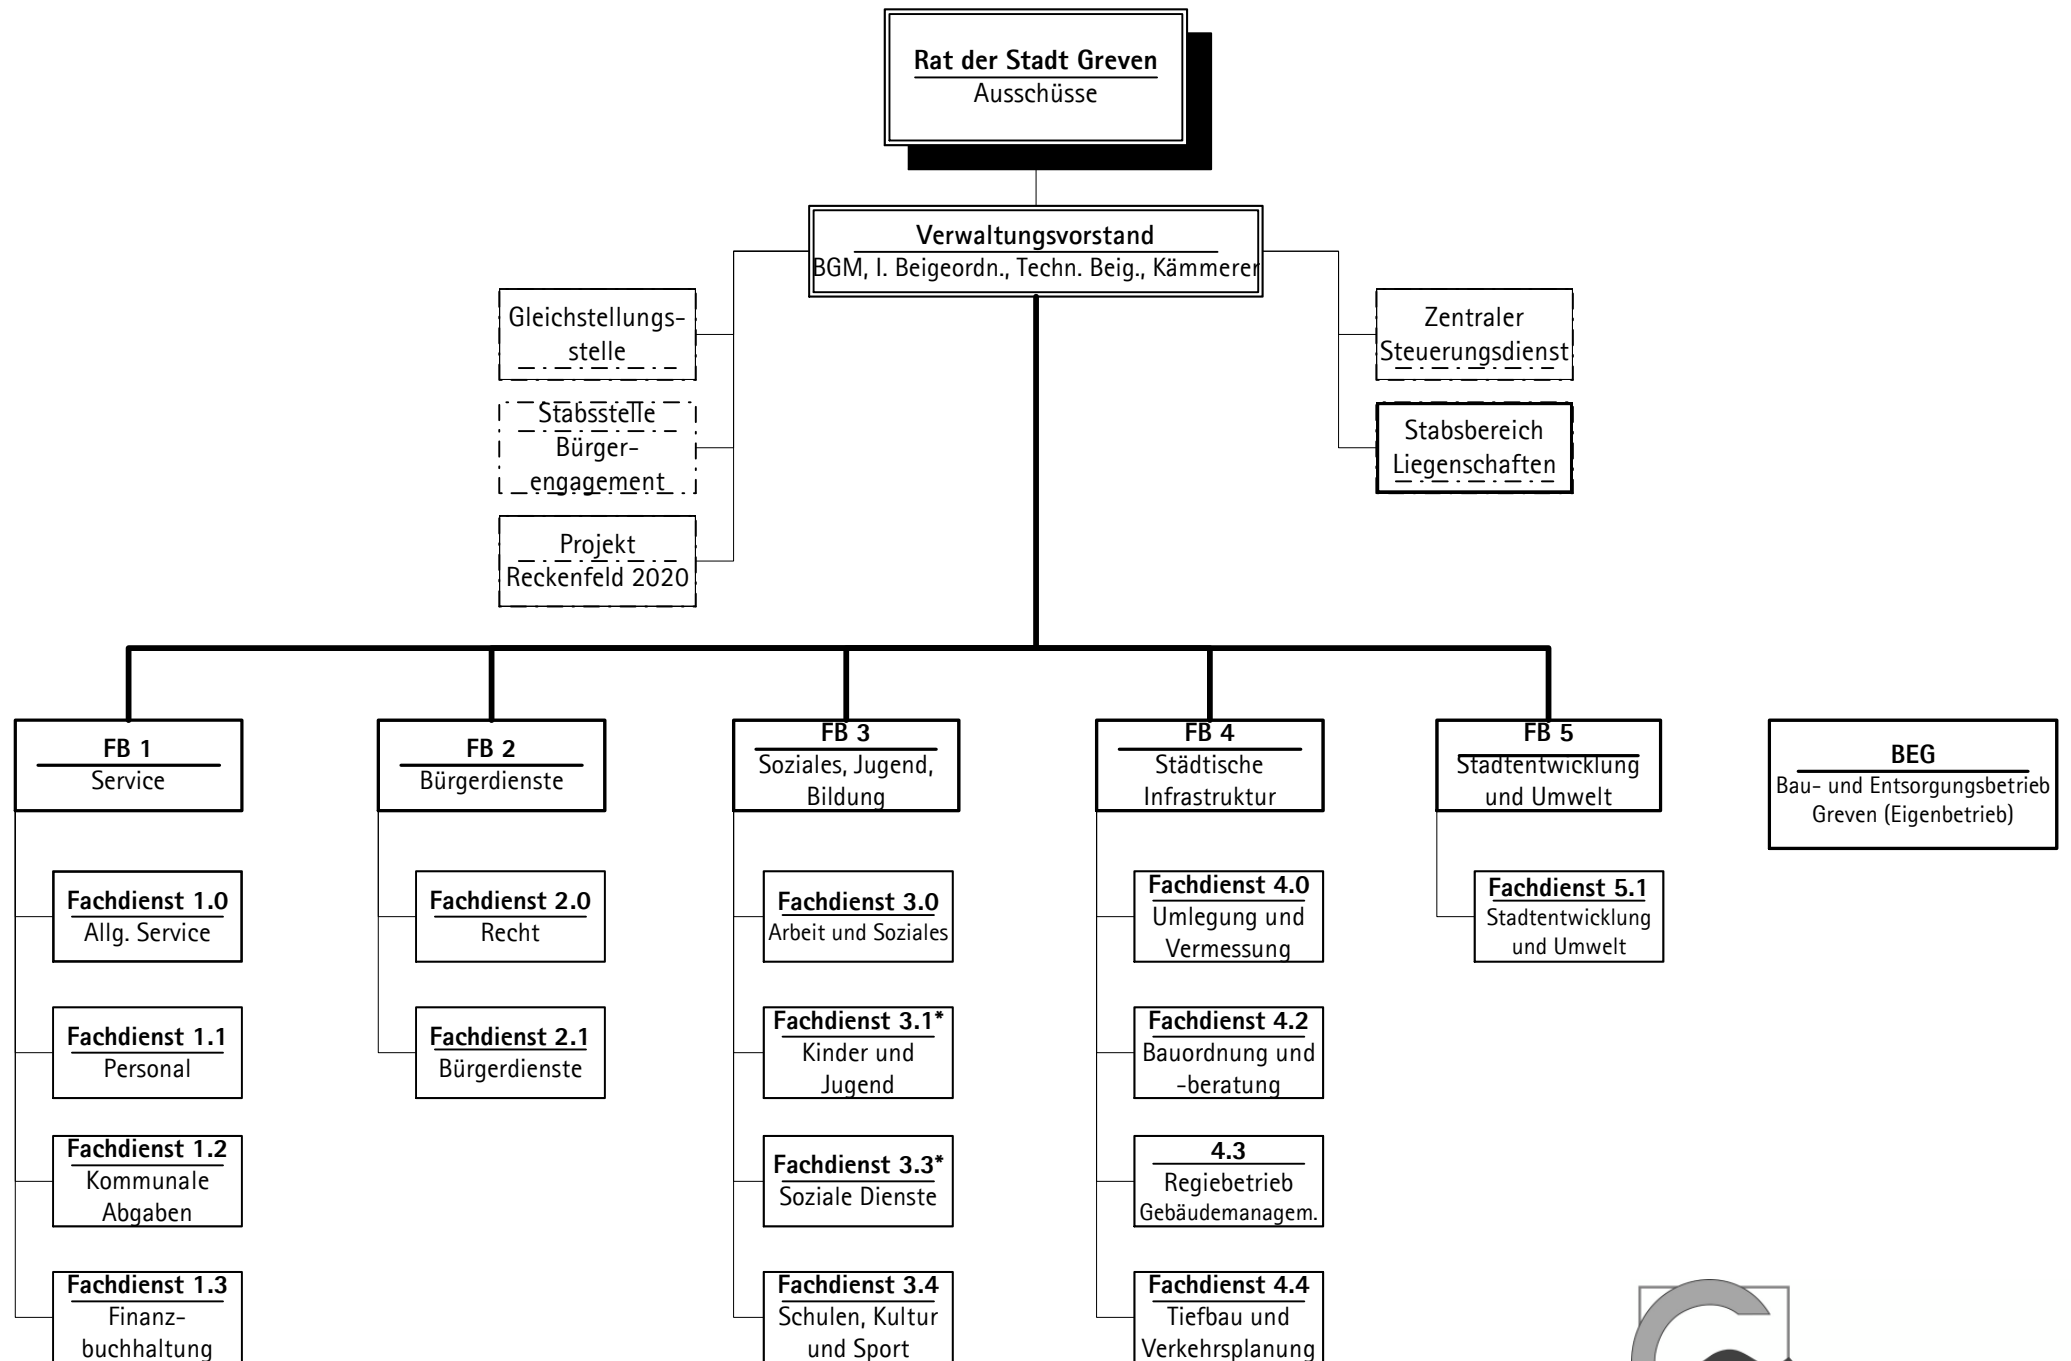 Rat der Stadt Greven
Ausschüsse
Verwaltungsvorstand
BGM, I. Beigeordn., Techn. Beig., Kämmerer
Gleichstellungs-
stelle
Stabsstelle
Bürger-
engagement
Projekt
Reckenfeld 2020
Zentraler
Steuerungsdienst
Stabsbereich
Liegenschaften
FB 1
Service
Fachdienst 1.0
Allg. Service
Fachdienst 1.1
Personal
Fachdienst 1.2
Kommunale
Abgaben
Fachdienst 1.3
Finanz-
buchhaltung
FB 2
Bürgerdienste
Fachdienst 2.0
Recht
Fachdienst 2.1
Bürgerdienste
FB 3
Soziales, Jugend,
Bildung
Fachdienst 3.0
Arbeit und Soziales
Fachdienst 3.1*
Kinder und
Jugend
Fachdienst 3.3*
Soziale Dienste
Fachdienst 3.4
Schulen, Kultur
und Sport
FB 4
Städtische
Infrastruktur
Fachdienst 4.0
Umlegung und
Vermessung
Fachdienst 4.2
Bauordnung und
-beratung
4.3
Regiebetrieb
Gebäudemanagem.
Fachdienst 4.4
Tiefbau und
Verkehrsplanung
FB 5
Stadtentwicklung
und Umwelt
Fachdienst 5.1
Stadtentwicklung
und Umwelt
BEG
Bau- und Entsorgungsbetrieb
Greven (Eigenbetrieb)